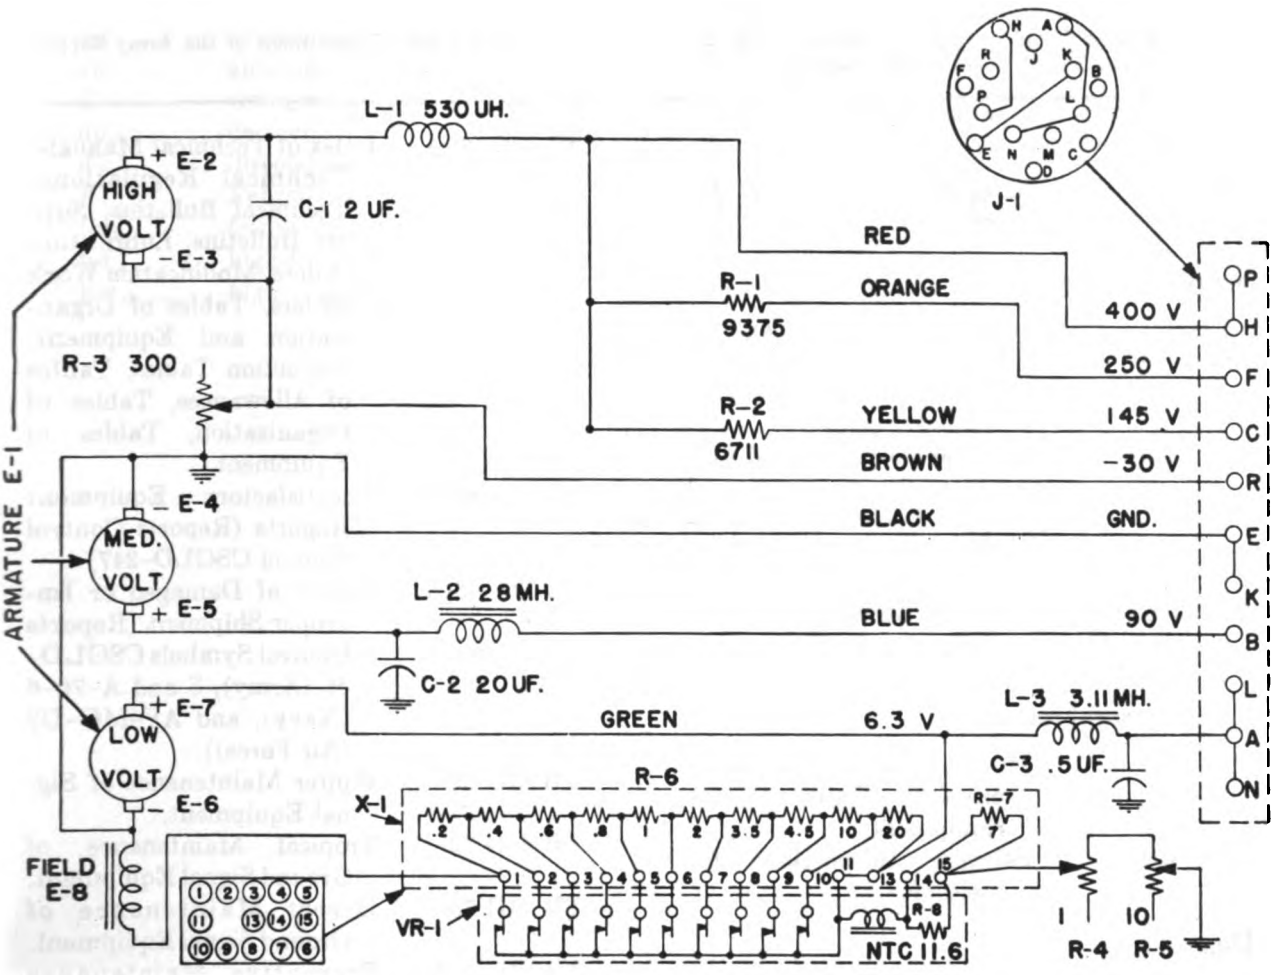 H A
J
R K
F B
P L
E N M C
D
J-1
L-1 530 UH.
+ E-2
HIGH
VOLT
C-1 2 UF.
- E-3
RED
R-1
ORANGE
9375
400 V
P
H
R-3 300
250 V
F
R-2
YELLOW
145 V
C
6711
BROWN
-30 V
R
ARMATURE E-1
- E-4
MED.
VOLT
+ E-5
BLACK
GND.
E
K
L-2 28 MH.
BLUE
90 V
B
C-2 20 UF.
L
+ E-7
LOW
VOLT
E-6
GREEN
6.3 V
L-3 3.11 MH.
A
C-3 .5 UF.
N
R-6
X-1
R-7
.2 .4 .6 .8 1 2 3.5 4.5 10 20 7
FIELD
E-8
1 2 3 4 5 6 7 8 9 10 11 13 14 15
1 2 3 4 5
11 13 14 15
10 9 8 7 6
VR-1
R-8
NTC 11.6
1 10
R-4 R-5